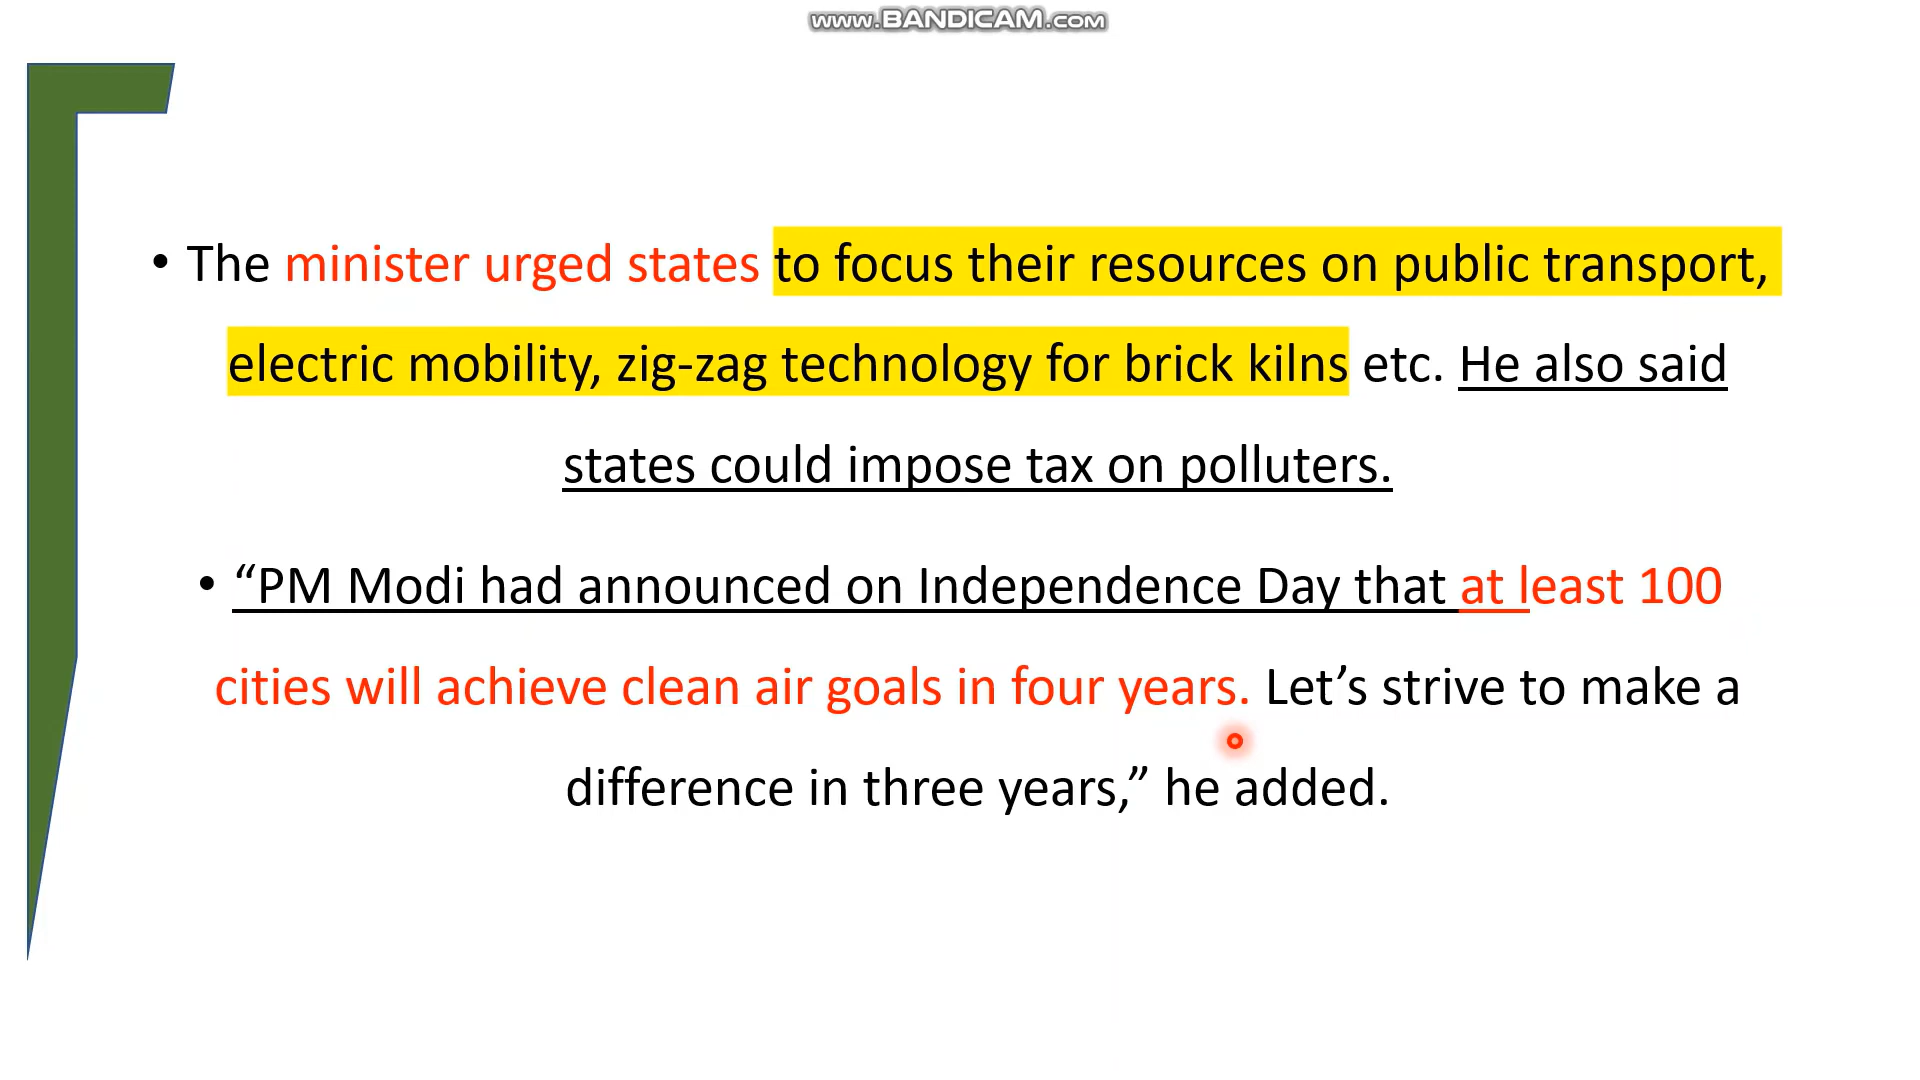 www.BANDICAM.com
• The minister urged states to focus their resources on public transport,
electric mobility, zig-zag technology for brick kilns etc. He also said
states could impose tax on polluters.
• “PM Modi had announced on Independence Day that at least 100
cities will achieve clean air goals in four years. Let’s strive to make a
difference in three years,” he added.